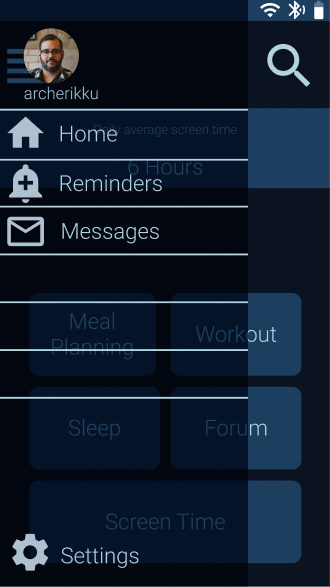 archerikku
Daily average screen time
Home
6 Hours
Reminders
Messages
Meal
Planning
Workout
Sleep
Forum
Screen Time
Settings